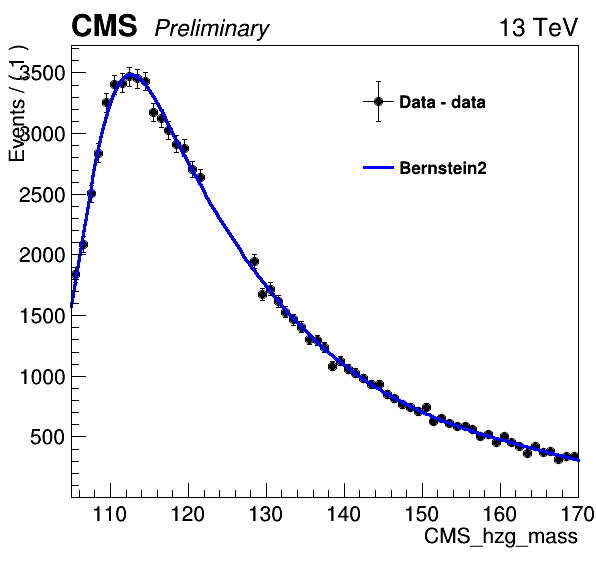 CMS Preliminary 13 TeV
Events / ( 1 )
3500
3000
2500
2000
1500
1000
500
Data - data
Bernstein2
110 120 130 140 150 160 170
CMS_hzg_mass